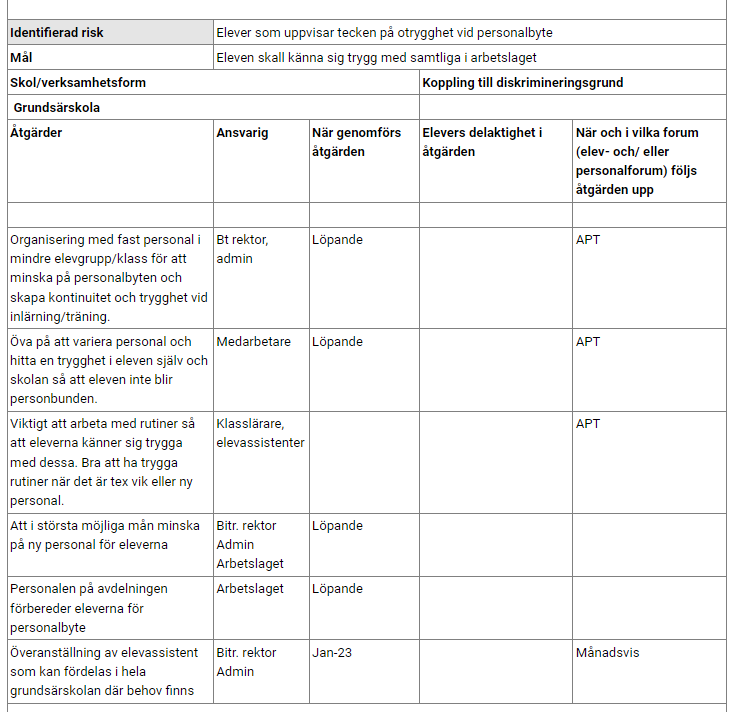 Identifierad risk Elever som uppvisar tecken på otrygghet vid personalbyte
Mål Eleven skall känna sig trygg med samtliga i arbetslaget
Skol/verksamhetsform Koppling till diskrimineringsgrund
Grundsärskola
Åtgärder Ansvarig När genomförs Elevers delaktighet i När och i vilka forum
åtgärden åtgärden (elev- och/ eller
personalforum) följs
åtgärden upp
Organisering med fast personal i Bt rektor, Löpande APT
mindre elevgrupp/klass för att admin
minska på personalbyten och
skapa kontinuitet och trygghet vid
inlärning/träning.
Öva på att variera personal och Medarbetare Löpande APT
hitta en trygghet i eleven själv och
skolan så att eleven inte blir
personbunden.
Viktigt att arbeta med rutiner så Klasslärare, APT
att eleverna känner sig trygga elevassistenter
med dessa. Bra att ha trygga
rutiner när det är tex vik eller ny
personal.
Att i största möjliga mån minska Bitr. rektor Löpande
på ny personal för eleverna Admin
Arbetslaget
Personalen på avdelningen Arbetslaget Löpande
förbereder eleverna för
personalbyte
Överanställning av elevassistent Bitr. rektor Jan-23 Månadsvis
som kan fördelas i hela Admin
grundsärskolan där behov finns